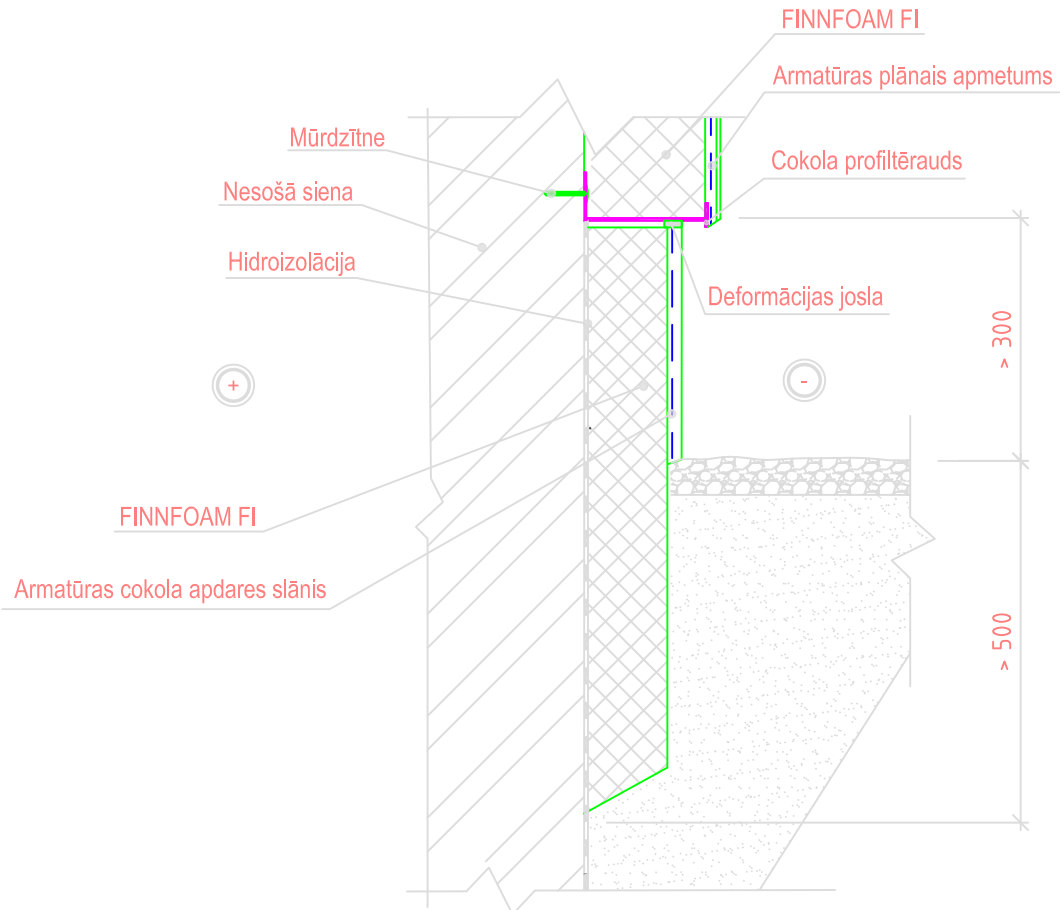 FINNFOAM FI
Armatūras plānais apmetums
Mūrdzītne
Cokola profiltērauds
Nesošā siena
Hidroizolācija
Deformācijas josla
> 300
+
-
FINNFOAM FI
Armatūras cokola apdares slānis
> 500